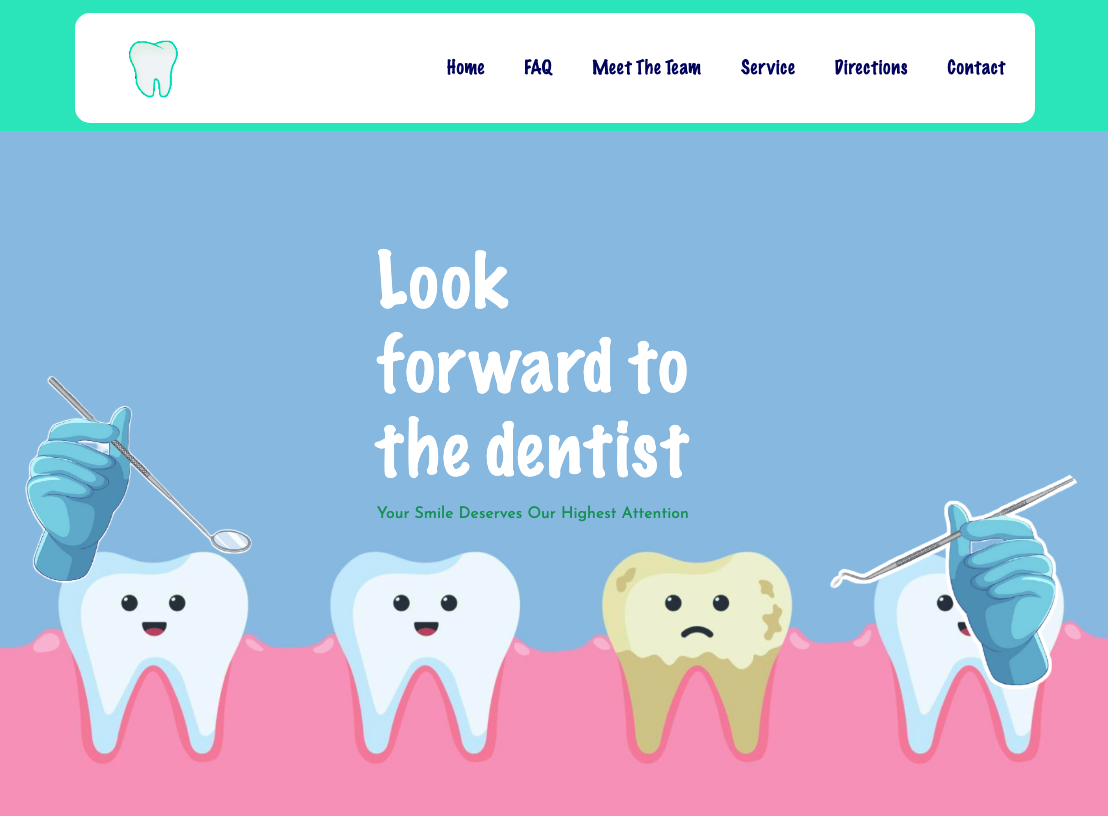 Home FAQ Meet The Team Service Directions Contact
Look
forward to
the dentist
Your Smile Deserves Our Highest Attention